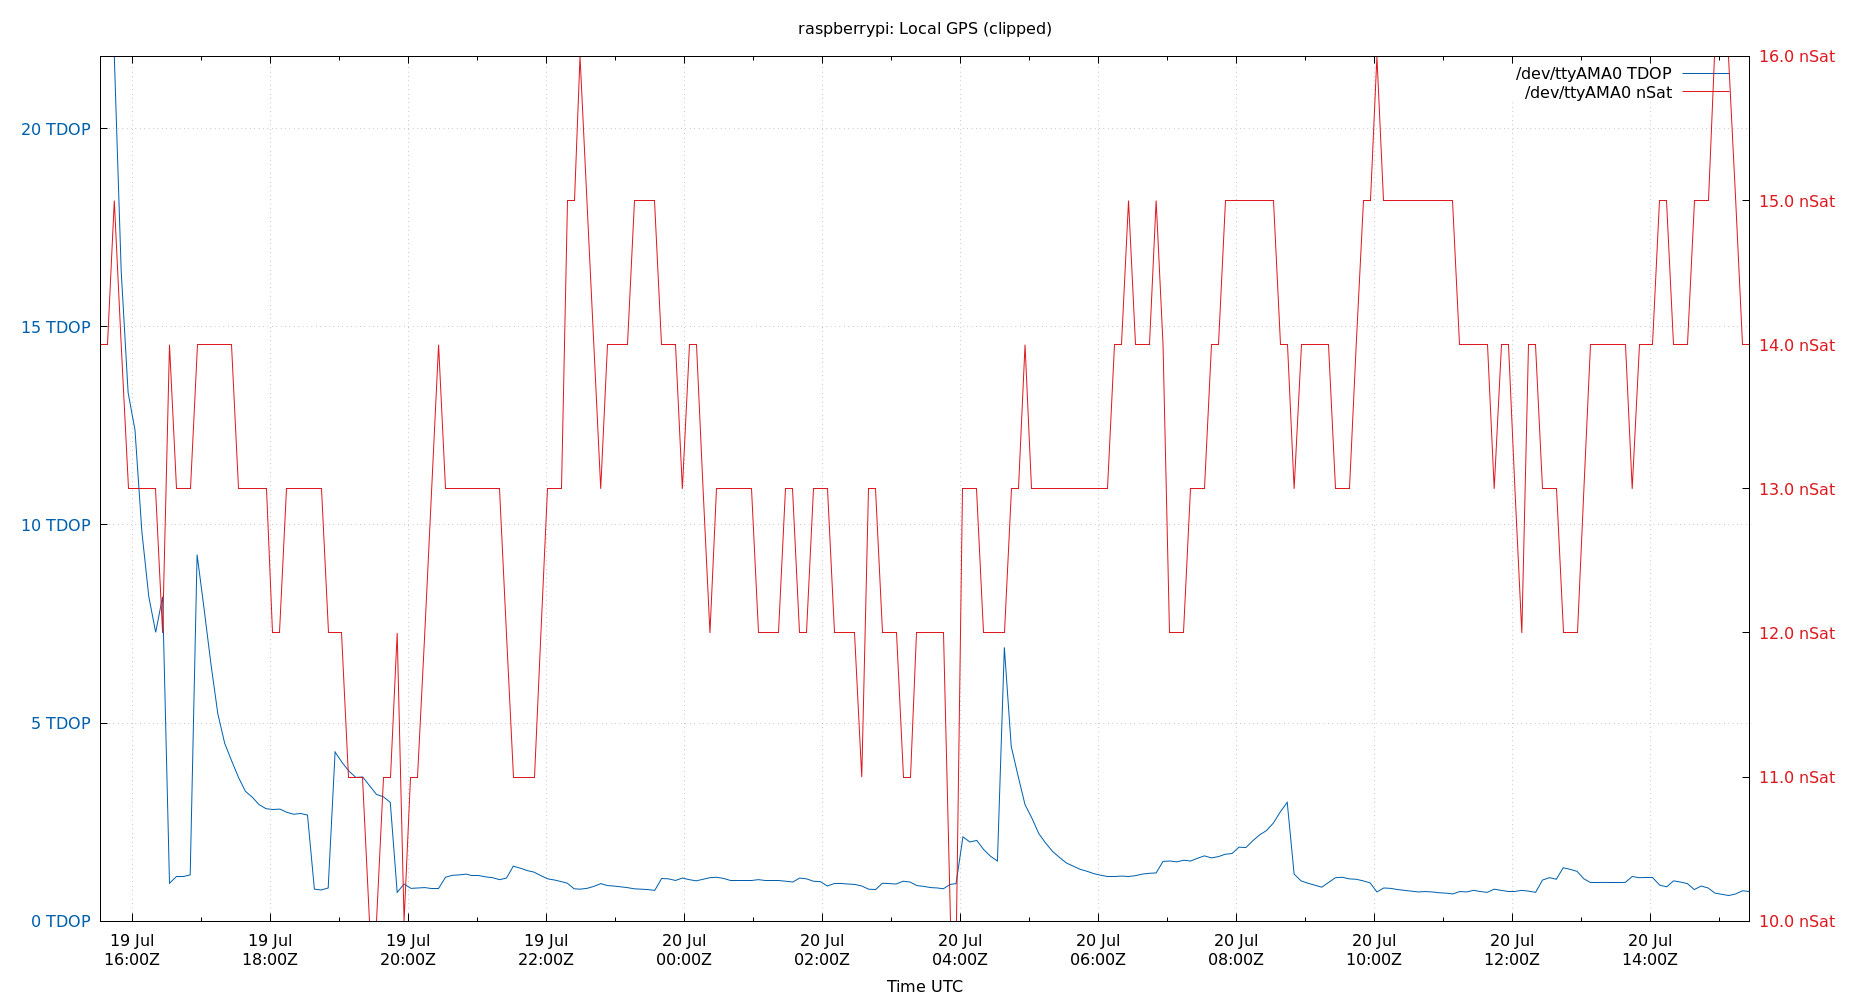 raspberrypi: Local GPS (clipped)
/dev/ttyAMA0 TDOP
/dev/ttyAMA0 nSat
20 TDOP
15 TDOP
10 TDOP
5 TDOP
0 TDOP
16.0 nSat
15.0 nSat
14.0 nSat
13.0 nSat
12.0 nSat
11.0 nSat
10.0 nSat
19 Jul 19 Jul 19 Jul 19 Jul 20 Jul 20 Jul 20 Jul 20 Jul 20 Jul 20 Jul 20 Jul 20 Jul
16:00Z 18:00Z 20:00Z 22:00Z 00:00Z 02:00Z 04:00Z 06:00Z 08:00Z 10:00Z 12:00Z 14:00Z
Time UTC